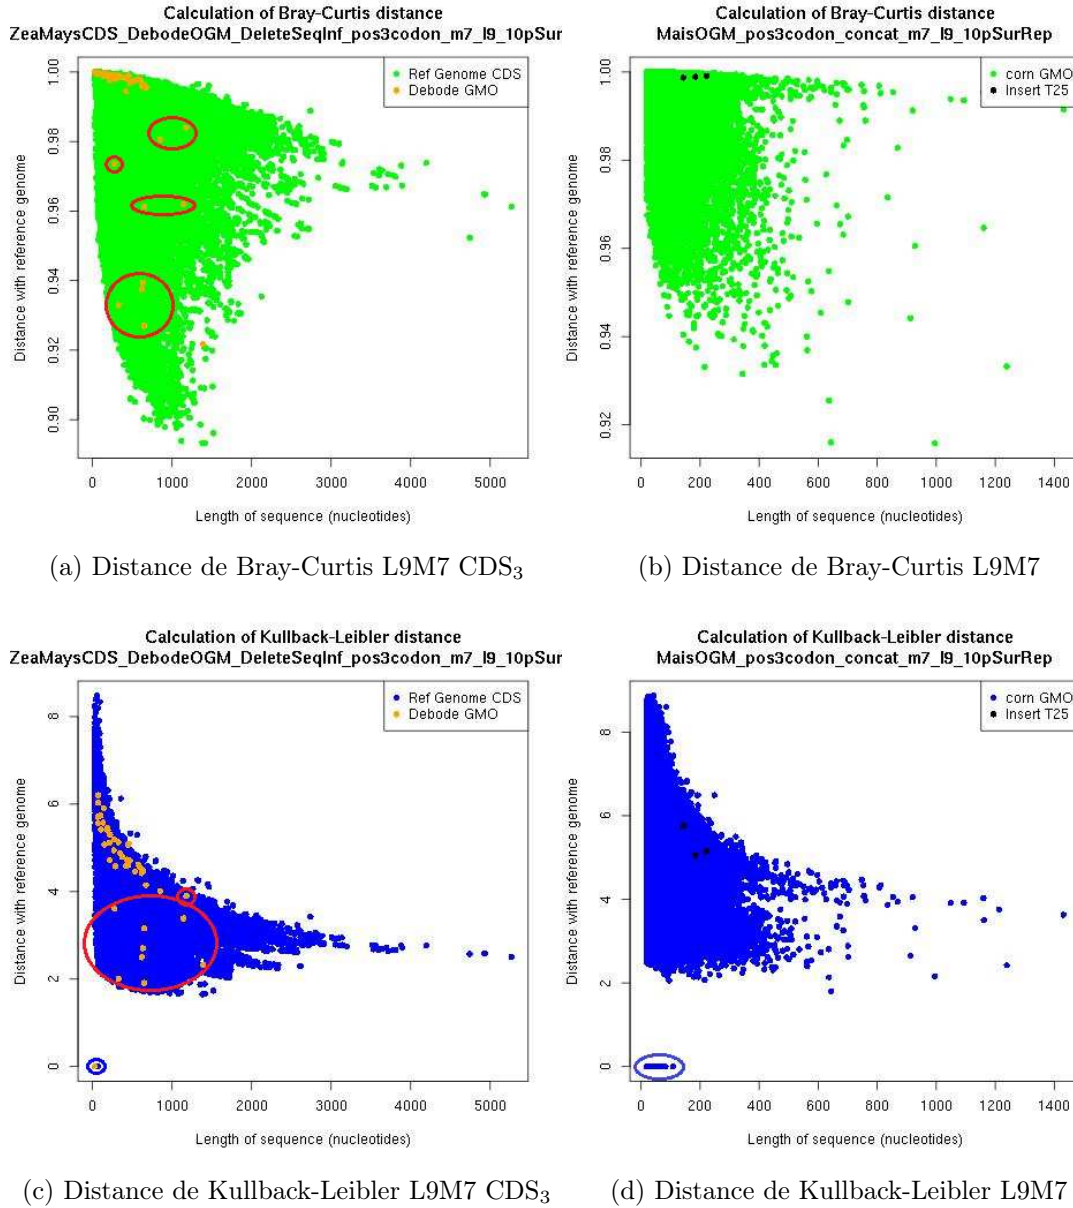 Calculation of Bray-Curtis distance
ZeaMaysCDS_DebodeOGM_DeleteSeqInf_pos3codon_m7_l9_10pSur
Ref Genome CDS
Debode GMO
Distance with reference genome
1.00
0.98
0.96
0.94
0.92
0.90
0 1000 2000 3000 4000 5000
Length of sequence (nucleotides)
(a) Distance de Bray-Curtis L9M7 CDS₃
Calculation of Bray-Curtis distance
MaisOGM_pos3codon_concat_m7_l9_10pSurRep
corn GMO
Insert T25
Distance with reference genome
1.00
0.98
0.96
0.94
0.92
0 200 400 600 800 1000 1200 1400
Length of sequence (nucleotides)
(b) Distance de Bray-Curtis L9M7
Calculation of Kullback-Leibler distance
ZeaMaysCDS_DebodeOGM_DeleteSeqInf_pos3codon_m7_l9_10pSur
Ref Genome CDS
Debode GMO
Distance with reference genome
8
6
4
2
0
0 1000 2000 3000 4000 5000
Length of sequence (nucleotides)
(c) Distance de Kullback-Leibler L9M7 CDS₃
Calculation of Kullback-Leibler distance
MaisOGM_pos3codon_concat_m7_l9_10pSurRep
corn GMO
Insert T25
Distance with reference genome
8
6
4
2
0
0 200 400 600 800 1000 1200 1400
Length of sequence (nucleotides)
(d) Distance de Kullback-Leibler L9M7